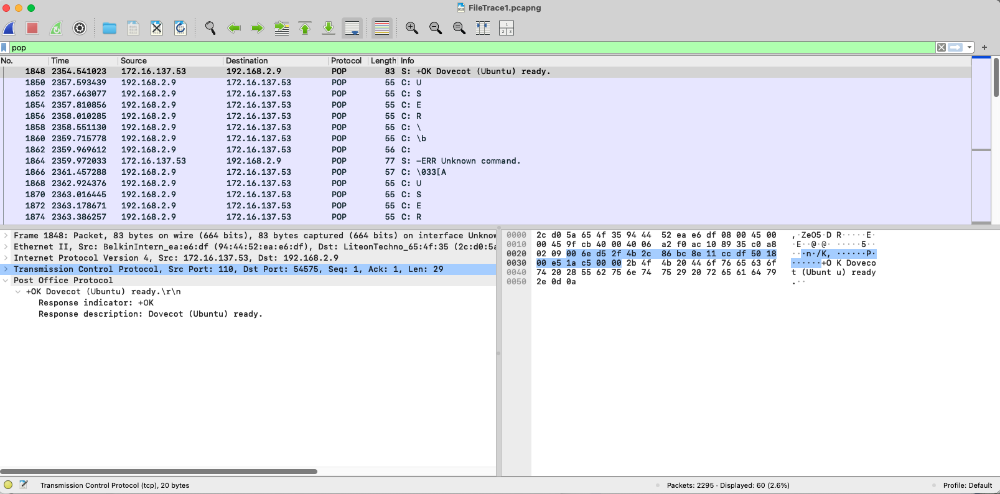 FileTrace1.pcapng
pop
No. Time Source Destination Protocol Length Info
1848 2354.541023 172.16.137.53 192.168.2.9 POP 83 S: +OK Dovecot (Ubuntu) ready.
1850 2357.593439 192.168.2.9 172.16.137.53 POP 55 C: U
1852 2357.663077 192.168.2.9 172.16.137.53 POP 55 C: S
1854 2357.810856 192.168.2.9 172.16.137.53 POP 55 C: E
1856 2358.010285 192.168.2.9 172.16.137.53 POP 55 C: R
1858 2358.551130 192.168.2.9 172.16.137.53 POP 55 C: \
1860 2359.715778 192.168.2.9 172.16.137.53 POP 55 C: \b
1862 2359.969612 192.168.2.9 172.16.137.53 POP 56 C:
1864 2359.972033 172.16.137.53 192.168.2.9 POP 77 S: -ERR Unknown command.
1866 2361.457288 192.168.2.9 172.16.137.53 POP 57 C: \033[A
1868 2362.924376 192.168.2.9 172.16.137.53 POP 55 C: U
1870 2363.016445 192.168.2.9 172.16.137.53 POP 55 C: S
1872 2363.178671 192.168.2.9 172.16.137.53 POP 55 C: E
1874 2363.386257 192.168.2.9 172.16.137.53 POP 55 C: R
Frame 1848: Packet, 83 bytes on wire (664 bits), 83 bytes captured (664 bits) on interface Unknow
Ethernet II, Src: BelkinIntern_ea:e6:df (94:44:52:ea:e6:df), Dst: LiteonTechno_65:4f:35 (2c:d0:5a
Internet Protocol Version 4, Src: 172.16.137.53, Dst: 192.168.2.9
Transmission Control Protocol, Src Port: 110, Dst Port: 54575, Seq: 1, Ack: 1, Len: 29
Post Office Protocol
+OK Dovecot (Ubuntu) ready.\r\n
Response indicator: +OK
Response description: Dovecot (Ubuntu) ready.
0000 2c d0 5a 65 4f 35 94 44 52 ea e6 df 08 00 45 00 ,·ZeO5·D R·····E·
0010 00 45 9f cb 40 00 40 06 a2 f0 ac 10 89 35 c0 a8 ·E··@·@· ·····5··
0020 02 09 00 6e d5 2f 4b 2c 86 bc 8e 11 cc df 50 18 ···n·/K, ······P·
0030 00 e5 1a c5 00 00 2b 4f 4b 20 44 6f 76 65 63 6f ······+O K Doveco
0040 74 20 28 55 62 75 6e 74 75 29 20 72 65 61 64 79 t (Ubunt u) ready
0050 2e 0d 0a .··
Transmission Control Protocol (tcp), 20 bytes
Packets: 2295 · Displayed: 60 (2.6%)
Profile: Default